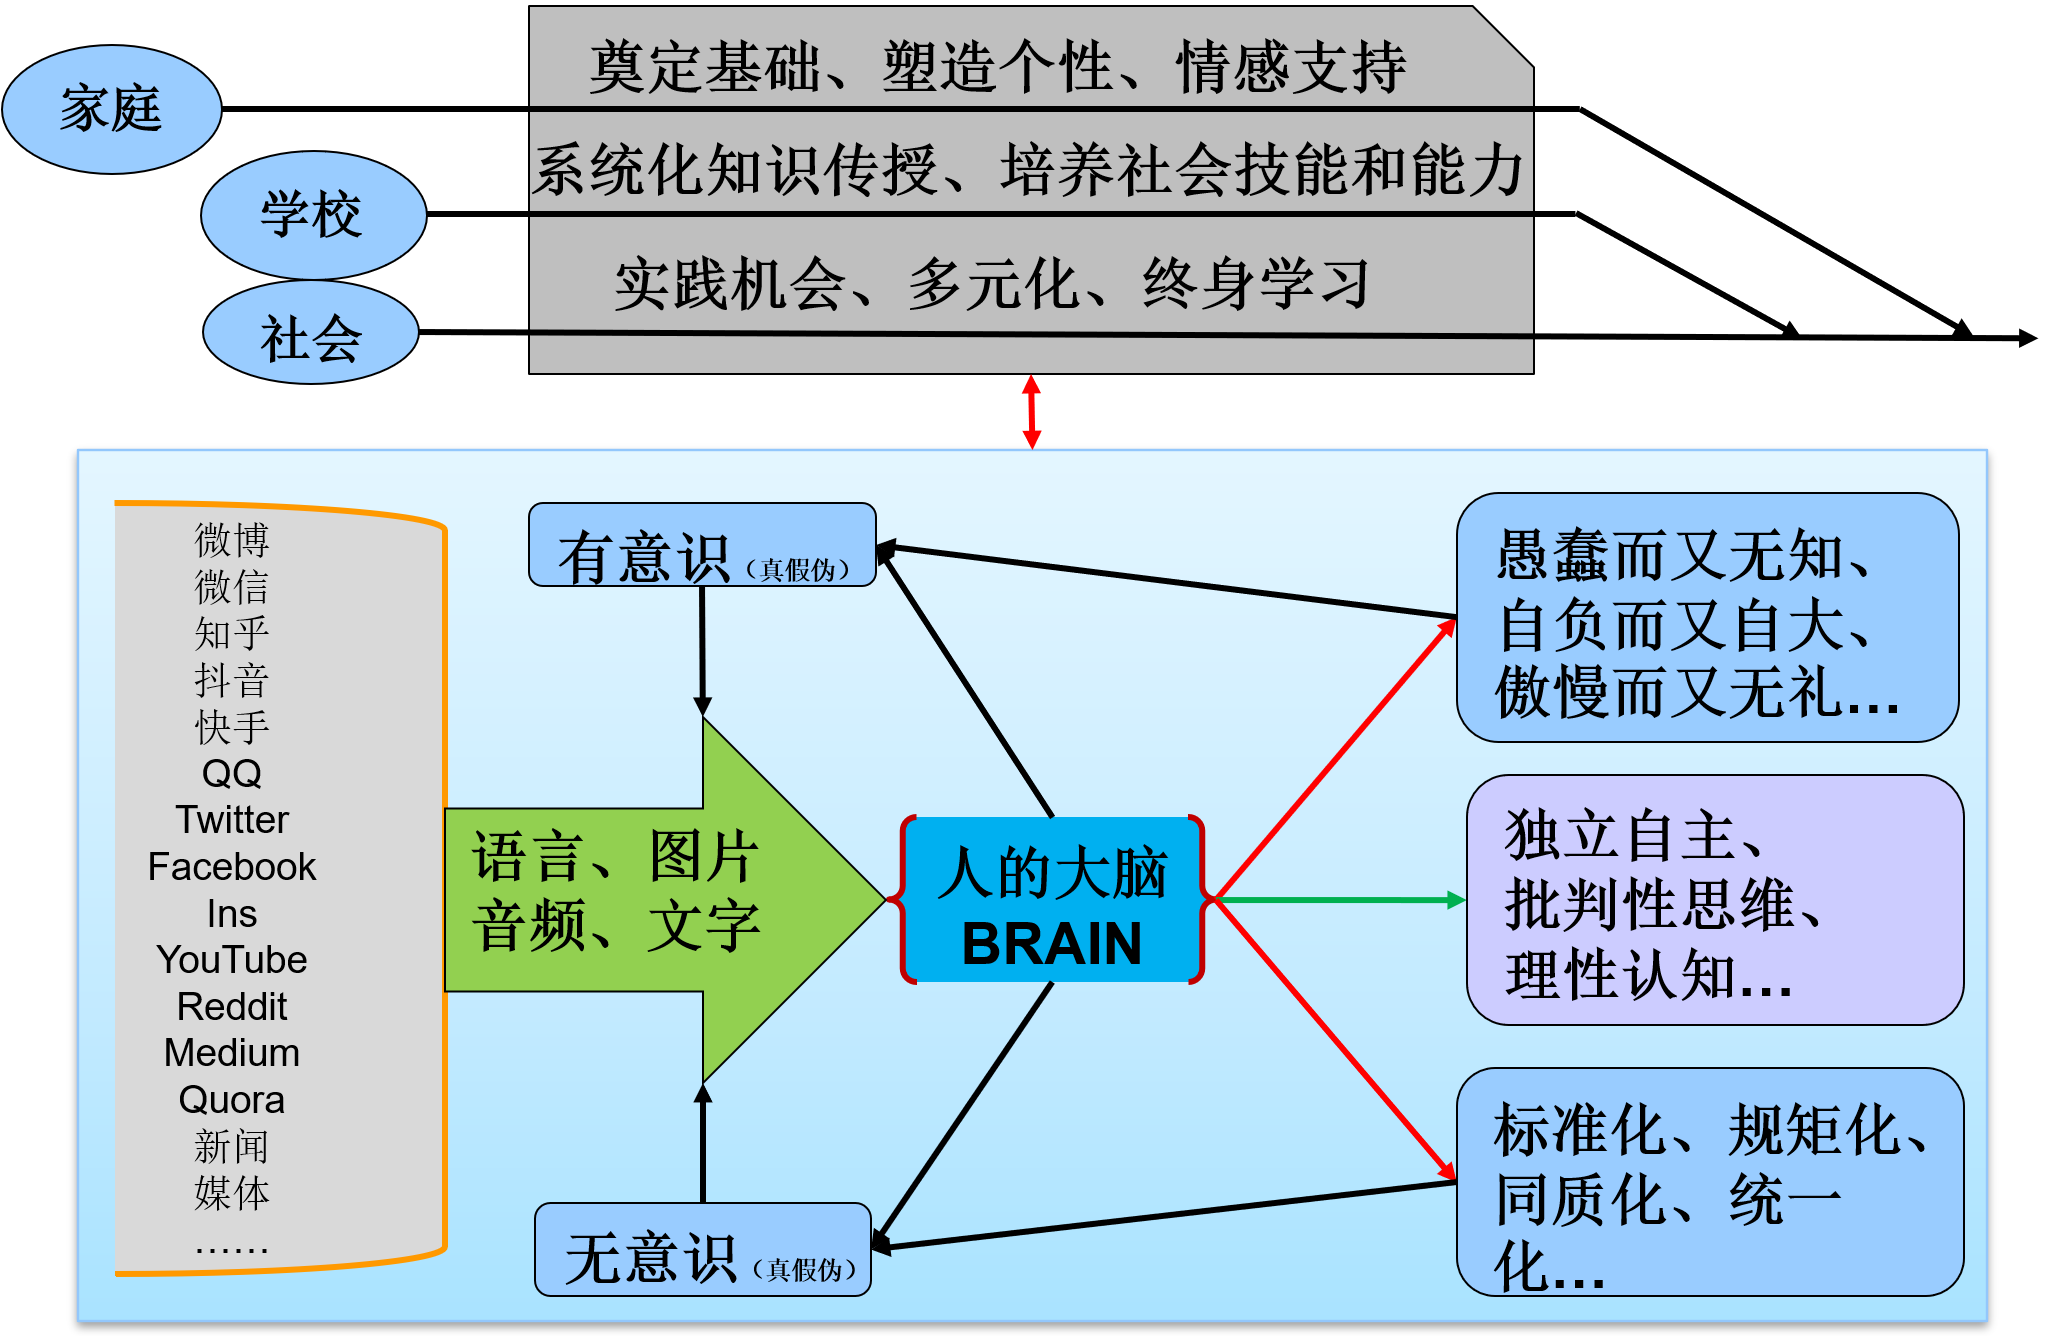 家庭
奠定基础、塑造个性、情感支持
学校
系统化知识传授、培养社会技能和能力
社会
实践机会、多元化、终身学习
微博
微信
知乎
抖音
快手
QQ
Twitter
Facebook
Ins
YouTube
Reddit
Medium
Quora
新闻
媒体
……
有意识（真假伪）
语言、图片
音频、文字
无意识（真假伪）
人的大脑
BRAIN
愚蠢而又无知、
自负而又自大、
傲慢而又无礼...
独立自主、
批判性思维、
理性认知...
标准化、规矩化、
同质化、统一
化...